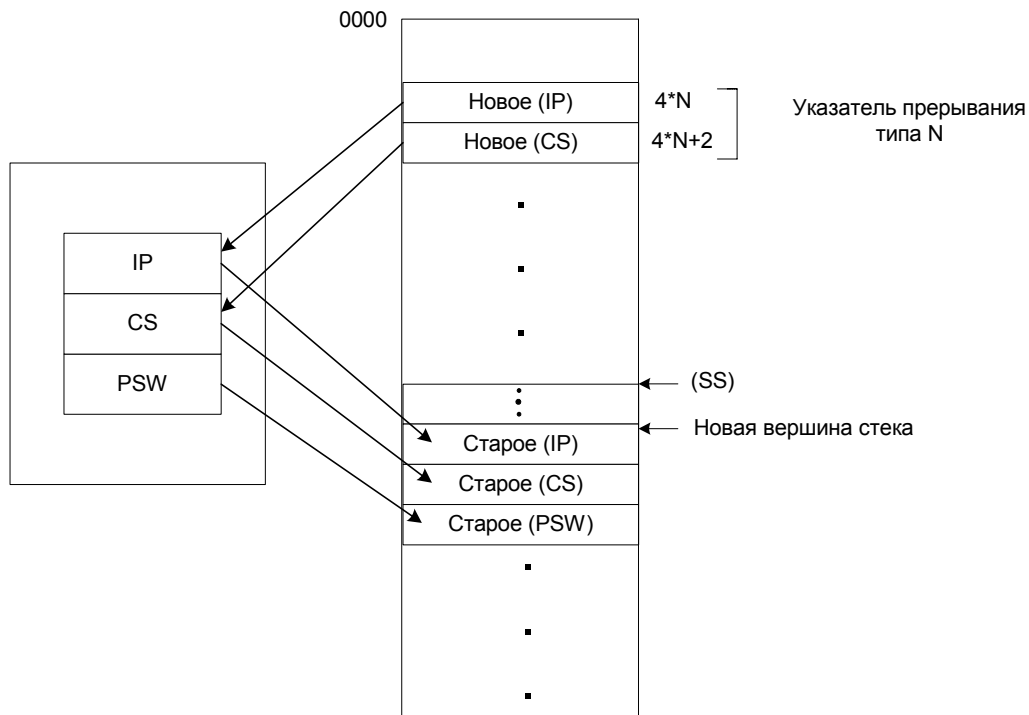 0000
Новое (IP)
4*N
Указатель прерывания
типа N
Новое (CS)
4*N+2
IP
CS
PSW
(SS)
Новая вершина стека
Старое (IP)
Старое (CS)
Старое (PSW)